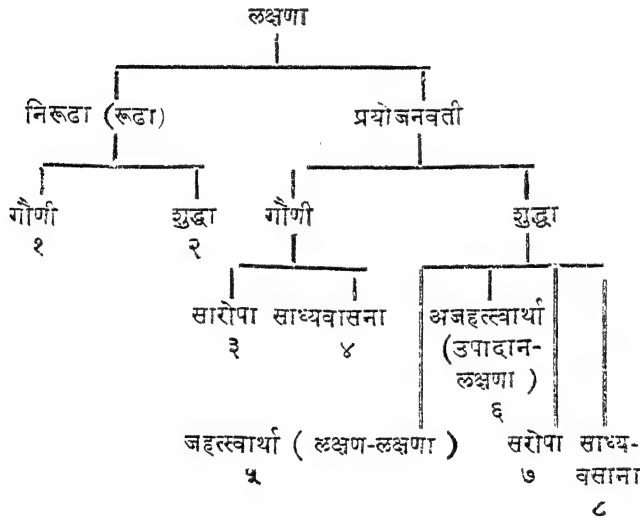 लक्षणा
निरूढा (रूढा) प्रयोजनवती
गौणी शुद्धा गौणी शुद्धा
१ २
सारोपा साध्यवासना अजहत्स्वार्था
३ ४ (उपादान-
लक्षणा)
६
जहत्स्वार्था ( लक्षण-लक्षणा ) सरोपा साध्य-
५ ७ वसाना
८